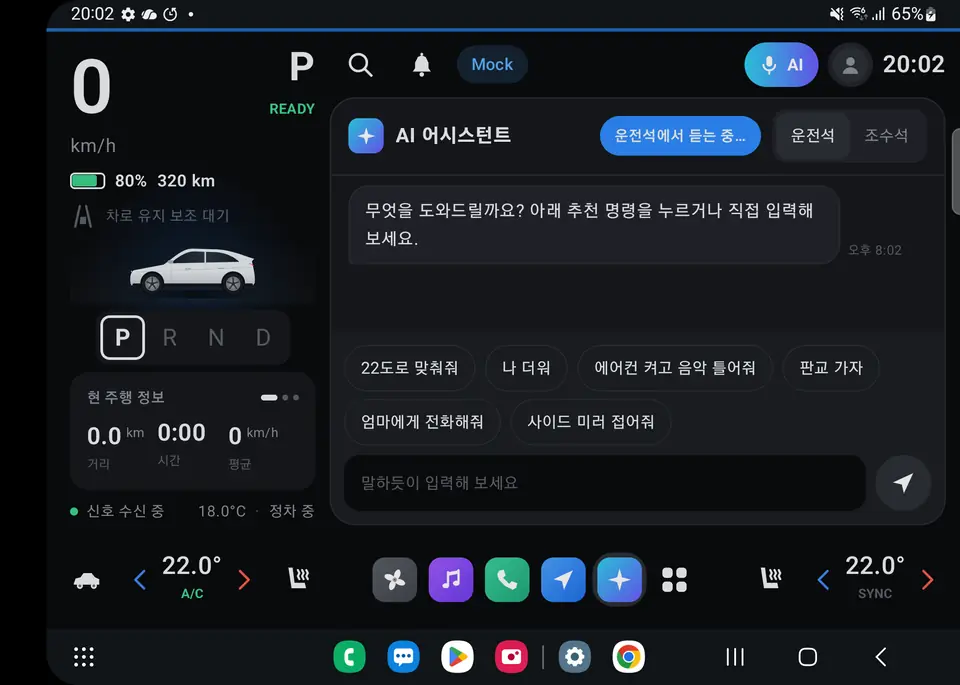 20:02
65%
0
P
READY
km/h
80% 320 km
차로 유지 보조 대기
P R N D
현 주행 정보
0.0 km 0:00 0 km/h
거리 시간 평균
신호 수신 중 18.0°C · 정차 중
Mock
AI
20:02
AI 어시스턴트
운전석에서 듣는 중...
운전석 조수석
무엇을 도와드릴까요? 아래 추천 명령을 누르거나 직접 입력해
보세요.
오후 8:02
22도로 맞춰줘 나 더워 에어컨 켜고 음악 틀어줘 판교 가자
엄마에게 전화해줘 사이드 미러 접어줘
말하듯이 입력해 보세요
22.0°
A/C
22.0°
SYNC